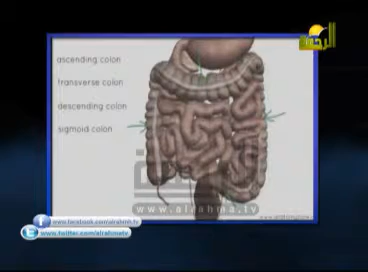 الرحمة
ascending colon
transverse colon
descending colon
sigmoid colon
www.alrahma.tv
www.facebook.com/alrahmh.tv
www.twitter.com/alrahmatv